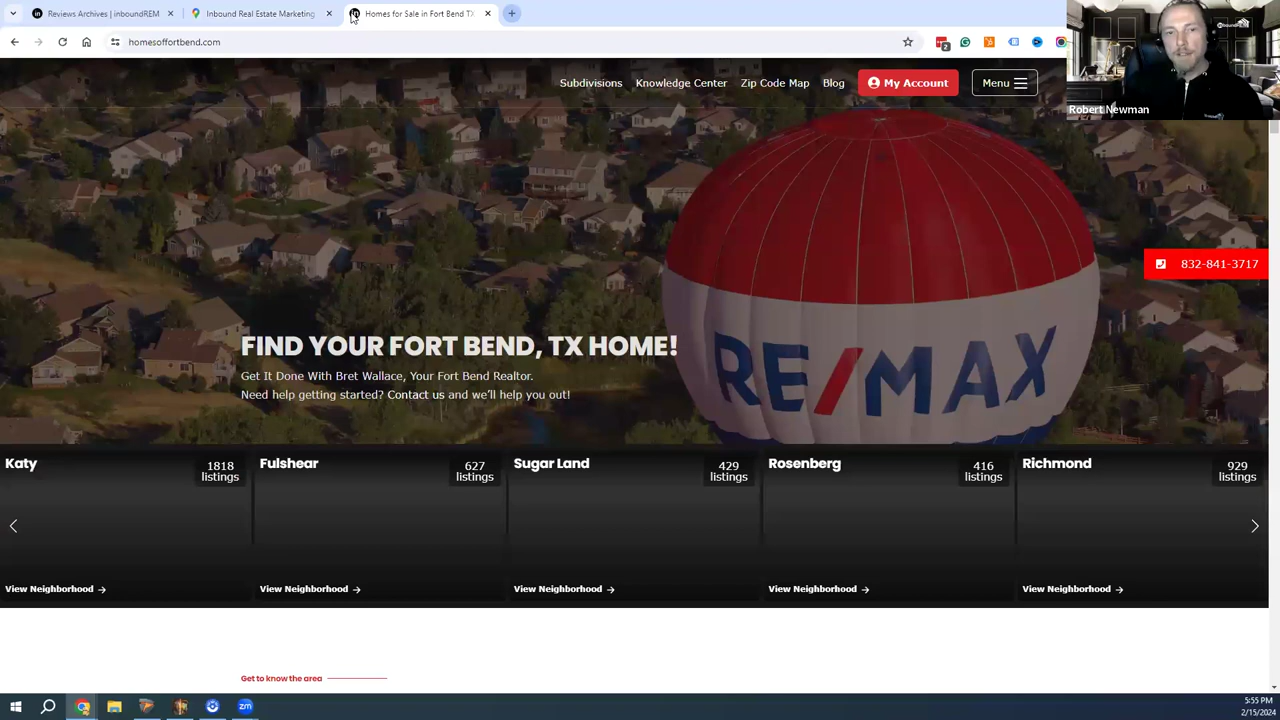 Reviews Archives | inboundREM
Inbound Real Estate Marketing
Homes for Sale in Fort Bend TX
homesoffortbend.com
2
Robert Newman
Subdivisions
Knowledge Center
Zip Code Map
Blog
My Account
Menu
832-841-3717
RE/MAX
FIND YOUR FORT BEND, TX HOME!
Get It Done With Bret Wallace, Your Fort Bend Realtor.
Need help getting started? Contact us and we'll help you out!
Katy
1818
listings
Fulshear
627
listings
Sugar Land
429
listings
Rosenberg
416
listings
Richmond
929
listings
View Neighborhood →
View Neighborhood →
View Neighborhood →
View Neighborhood →
View Neighborhood →
Get to know the area
zm
5:55 PM
2/15/2024